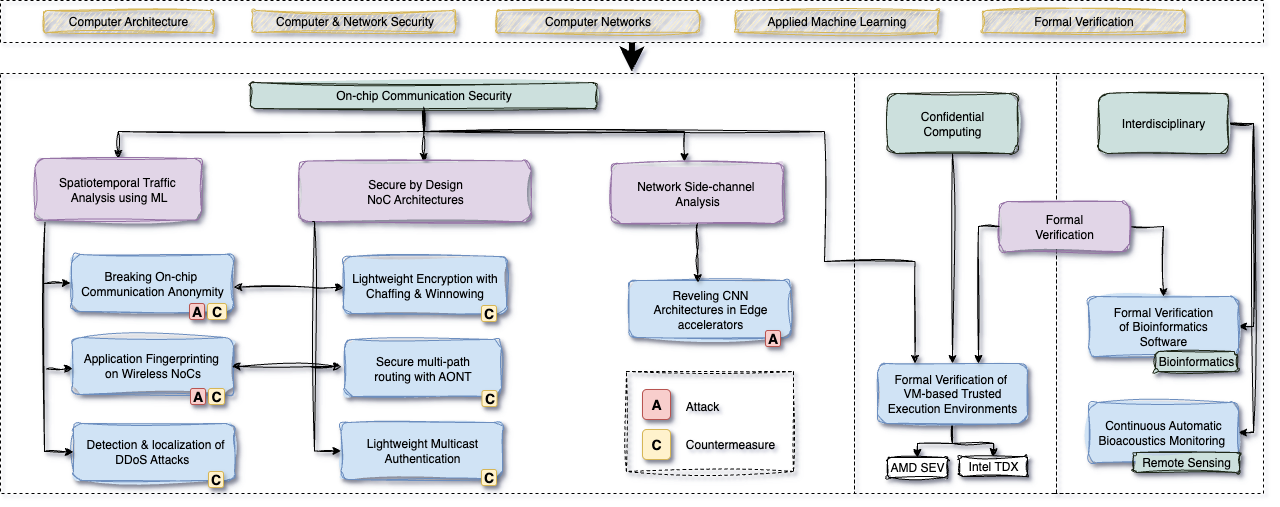 Computer Architecture
Computer & Network Security
Computer Networks
Applied Machine Learning
Formal Verification
On-chip Communication Security
Confidential
Computing
Interdisciplinary
Spatiotemporal Traffic
Analysis using ML
Secure by Design
NoC Architectures
Network Side-channel
Analysis
Formal
Verification
Breaking On-chip
Communication Anonymity
A C
Lightweight Encryption with
Chaffing & Winnowing
C
Reveling CNN
Architectures in Edge
accelerators
A
Formal Verification
of Bioinformatics
Software
Bioinformatics
Application Fingerprinting
on Wireless NoCs
A C
Secure multi-path
routing with AONT
C
A Attack
C Countermeasure
Formal Verification of
VM-based Trusted
Execution Environments
AMD SEV
Intel TDX
Detection & localization of
DDoS Attacks
C
Lightweight Multicast
Authentication
C
Continuous Automatic
Bioacoustics Monitoring
Remote Sensing